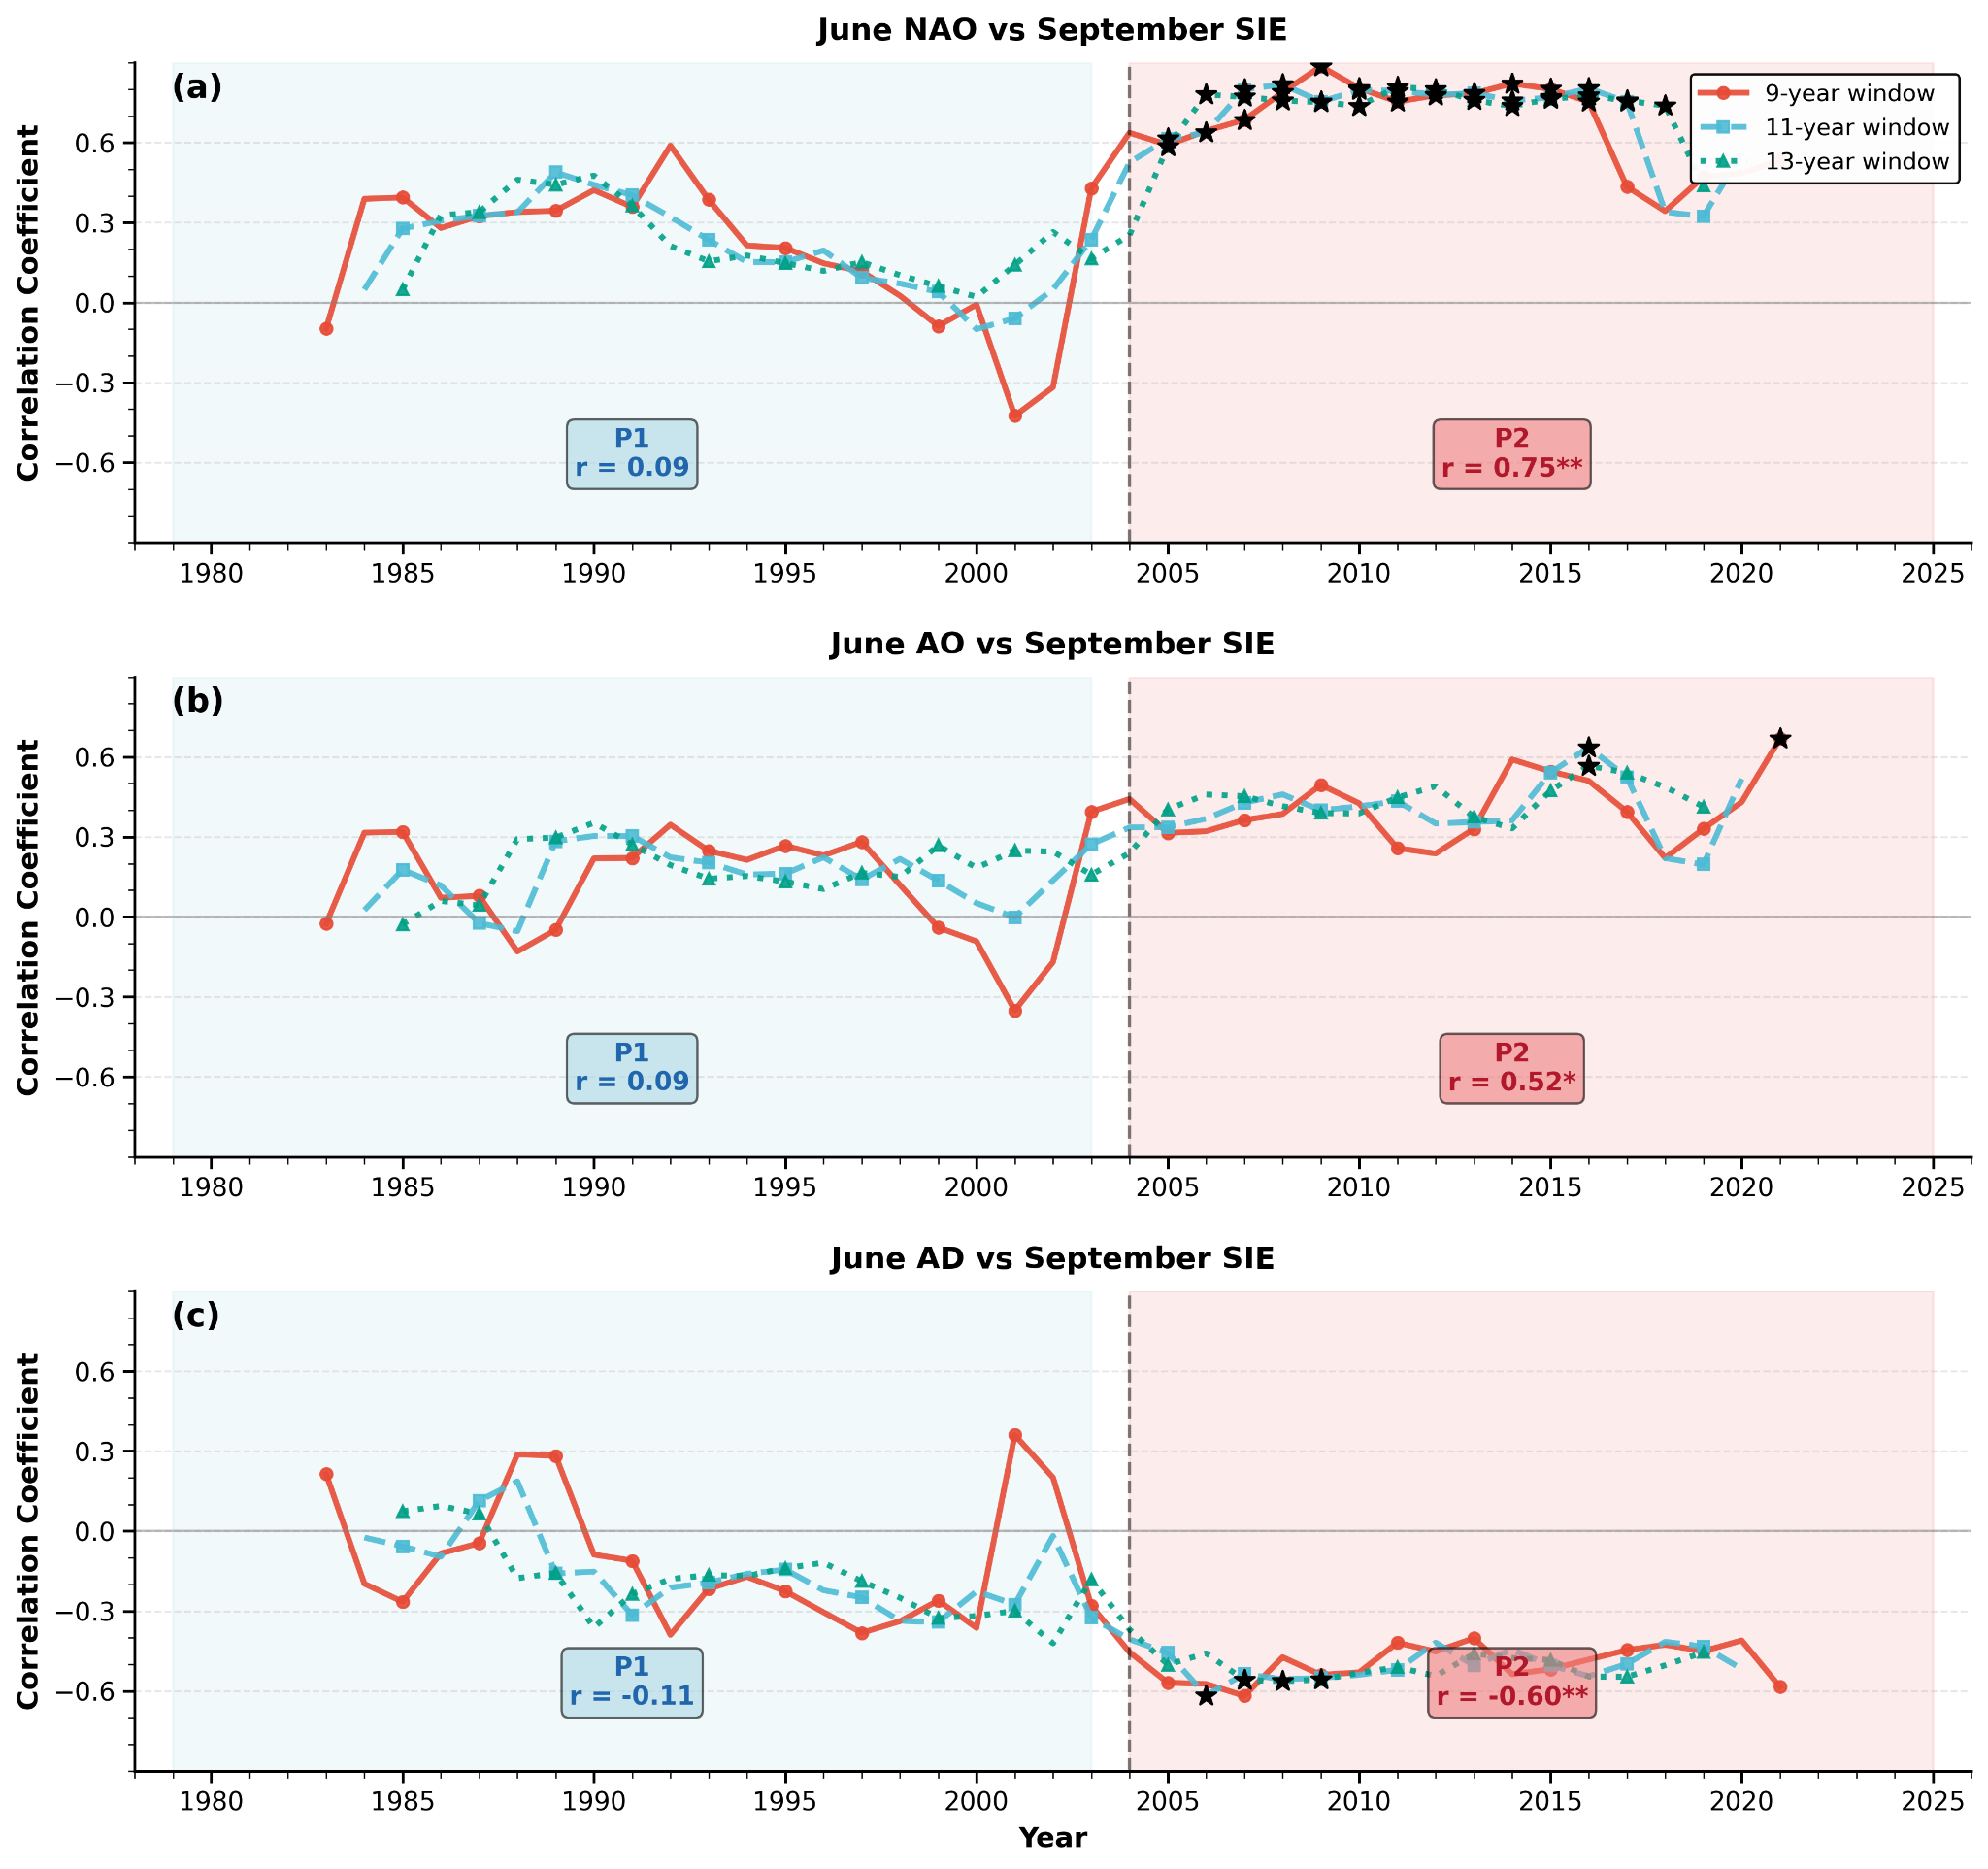 June NAO vs September SIE
(a)
Correlation Coefficient
0.6
0.3
0.0
−0.3
−0.6
9-year window
11-year window
13-year window
P1
r = 0.09
P2
r = 0.75**
1980 1985 1990 1995 2000 2005 2010 2015 2020 2025
June AO vs September SIE
(b)
Correlation Coefficient
0.6
0.3
0.0
−0.3
−0.6
P1
r = 0.09
P2
r = 0.52*
1980 1985 1990 1995 2000 2005 2010 2015 2020 2025
June AD vs September SIE
(c)
Correlation Coefficient
0.6
0.3
0.0
−0.3
−0.6
P1
r = -0.11
P2
r = -0.60**
1980 1985 1990 1995 2000 2005 2010 2015 2020 2025
Year